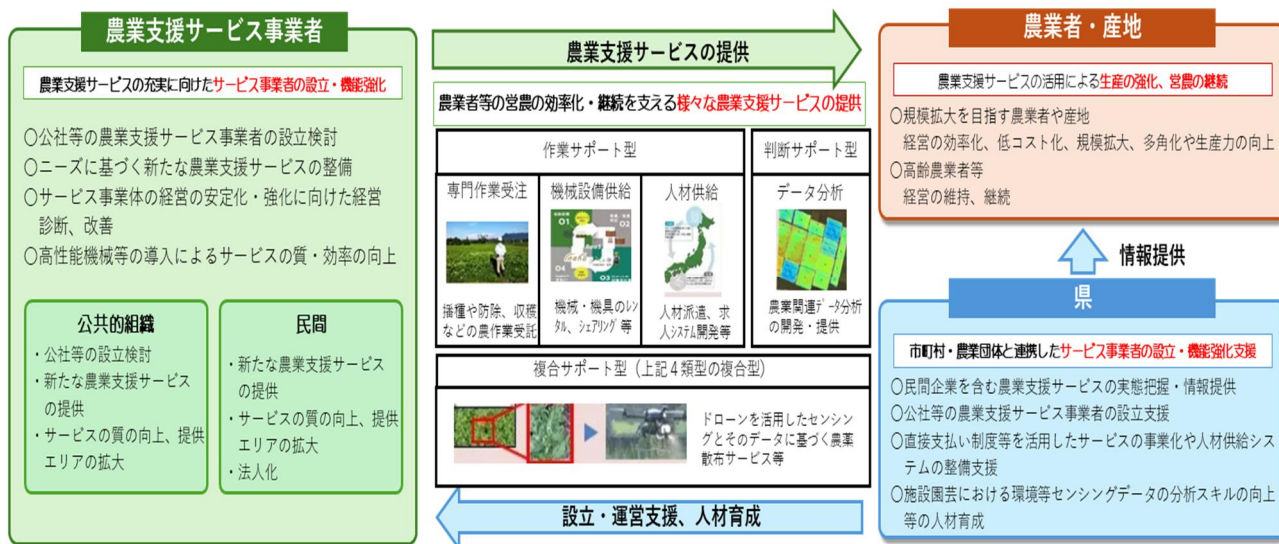 農業支援サービス事業者
農業支援サービスの充実に向けたサービス事業者の設立・機能強化
○公社等の農業支援サービス事業者の設立検討
○ニーズに基づく新たな農業支援サービスの整備
○サービス事業体の経営の安定化・強化に向けた経営
診断、改善
○高性能機械等の導入によるサービスの質・効率の向上
公共的組織
・公社等の設立検討
・新たな農業支援サービス
の提供
・サービスの質の向上、提供
エリアの拡大
民間
・新たな農業支援サービス
の提供
・サービスの質の向上、提供
エリアの拡大
・法人化
農業支援サービスの提供
農業者等の営農の効率化・継続を支える様々な農業支援サービスの提供
作業サポート型
判断サポート型
専門作業受注
機械設備供給
人材供給
データ分析
01
02
03
04
播種や防除、収穫
などの農作業受託
機械・機具のレン
タル、シェアリング等
人材派遣、求
人システム開発等
農業関連データ分析
の開発・提供
複合サポート型（上記４類型の複合型）
ドローンを活用したセンシン
グとそのデータに基づく農薬
散布サービス等
設立・運営支援、人材育成
農業者・産地
農業支援サービスの活用による生産の強化、営農の継続
○規模拡大を目指す農業者や産地
経営の効率化、低コスト化、規模拡大、多角化や生産力の向上
○高齢農業者等
経営の維持、継続
情報提供
県
市町村・農業団体と連携したサービス事業者の設立・機能強化支援
○民間企業を含む農業支援サービスの実態把握・情報提供
○公社等の農業支援サービス事業者の設立支援
○直接支払い制度等を活用したサービスの事業化や人材供給シス
テムの整備支援
○施設園芸における環境等センシングデータの分析スキルの向上
等の人材育成